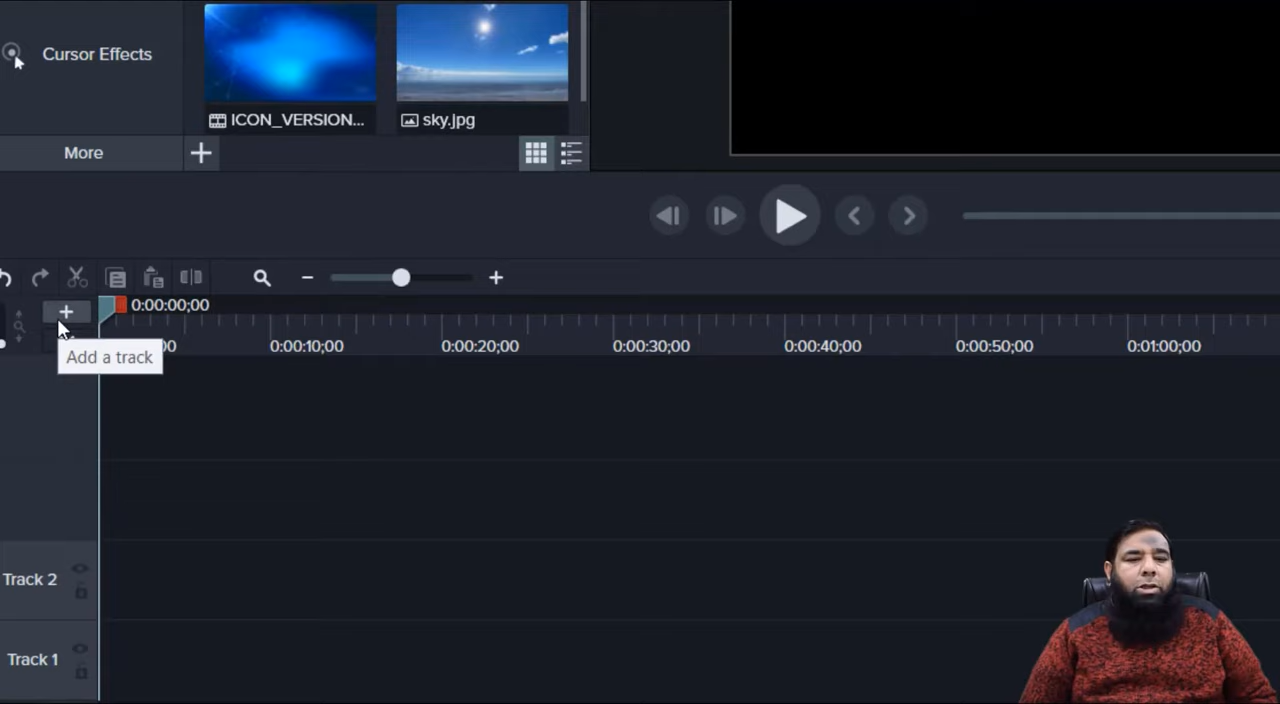 Cursor Effects
ICON_VERSION...
sky.jpg
More
0:00:00;00
00
0:00:10;00
0:00:20;00
0:00:30;00
0:00:40;00
0:00:50;00
0:01:00;00
Add a track
Track 2
Track 1